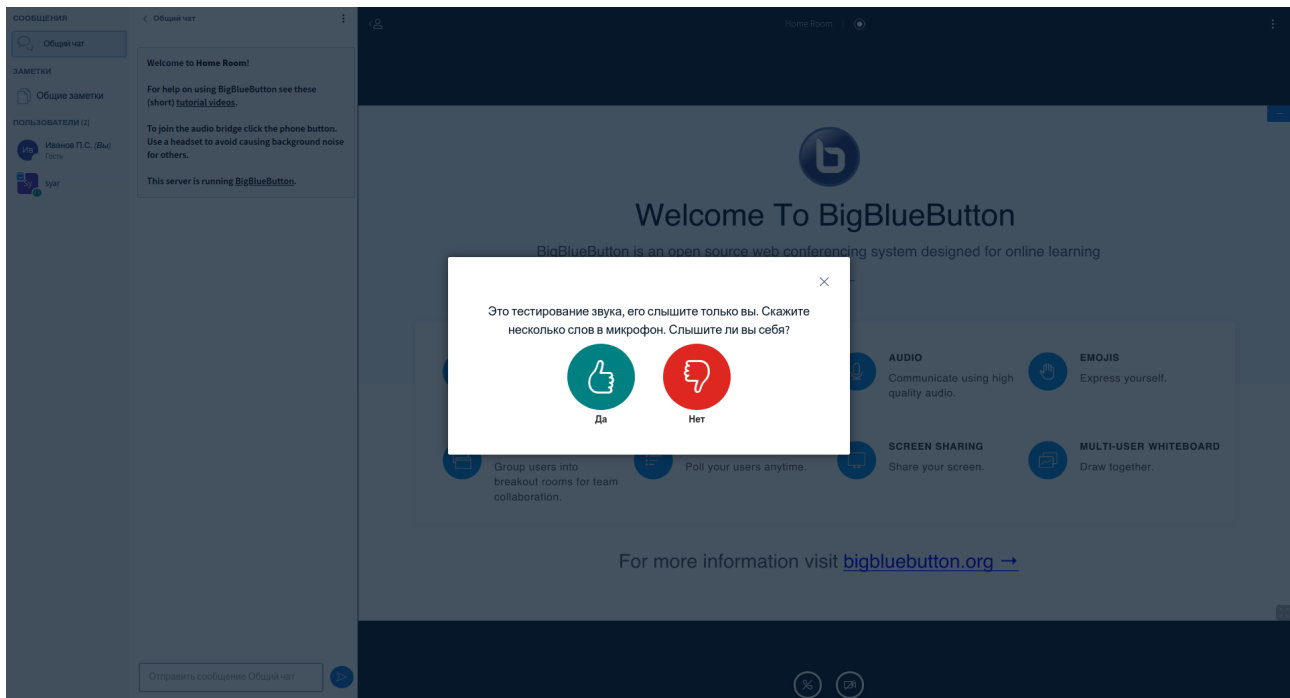 СООБЩЕНИЯ
Общий чат
ЗАМЕТКИ
Общие заметки
ПОЛЬЗОВАТЕЛИ (2)
Ив
Иванов П.С. (Вы)
Гость
sy
syar
Общий чат
Welcome to Home Room!
For help on using BigBlueButton see these
(short) tutorial videos.
To join the audio bridge click the phone button.
Use a headset to avoid causing background noise
for others.
This server is running BigBlueButton.
Отправить сообщение Общий чат
Home Room
Welcome To BigBlueButton
BigBlueButton is an open source web conferencing system designed for online learning
Это тестирование звука, его слышите только вы. Скажите
несколько слов в микрофон. Слышите ли вы себя?
Да
Нет
AUDIO
Communicate using high
quality audio.
EMOJIS
Express yourself.
Group users into
breakout rooms for team
collaboration.
Poll your users anytime.
SCREEN SHARING
Share your screen.
MULTI-USER WHITEBOARD
Draw together.
For more information visit bigbluebutton.org →